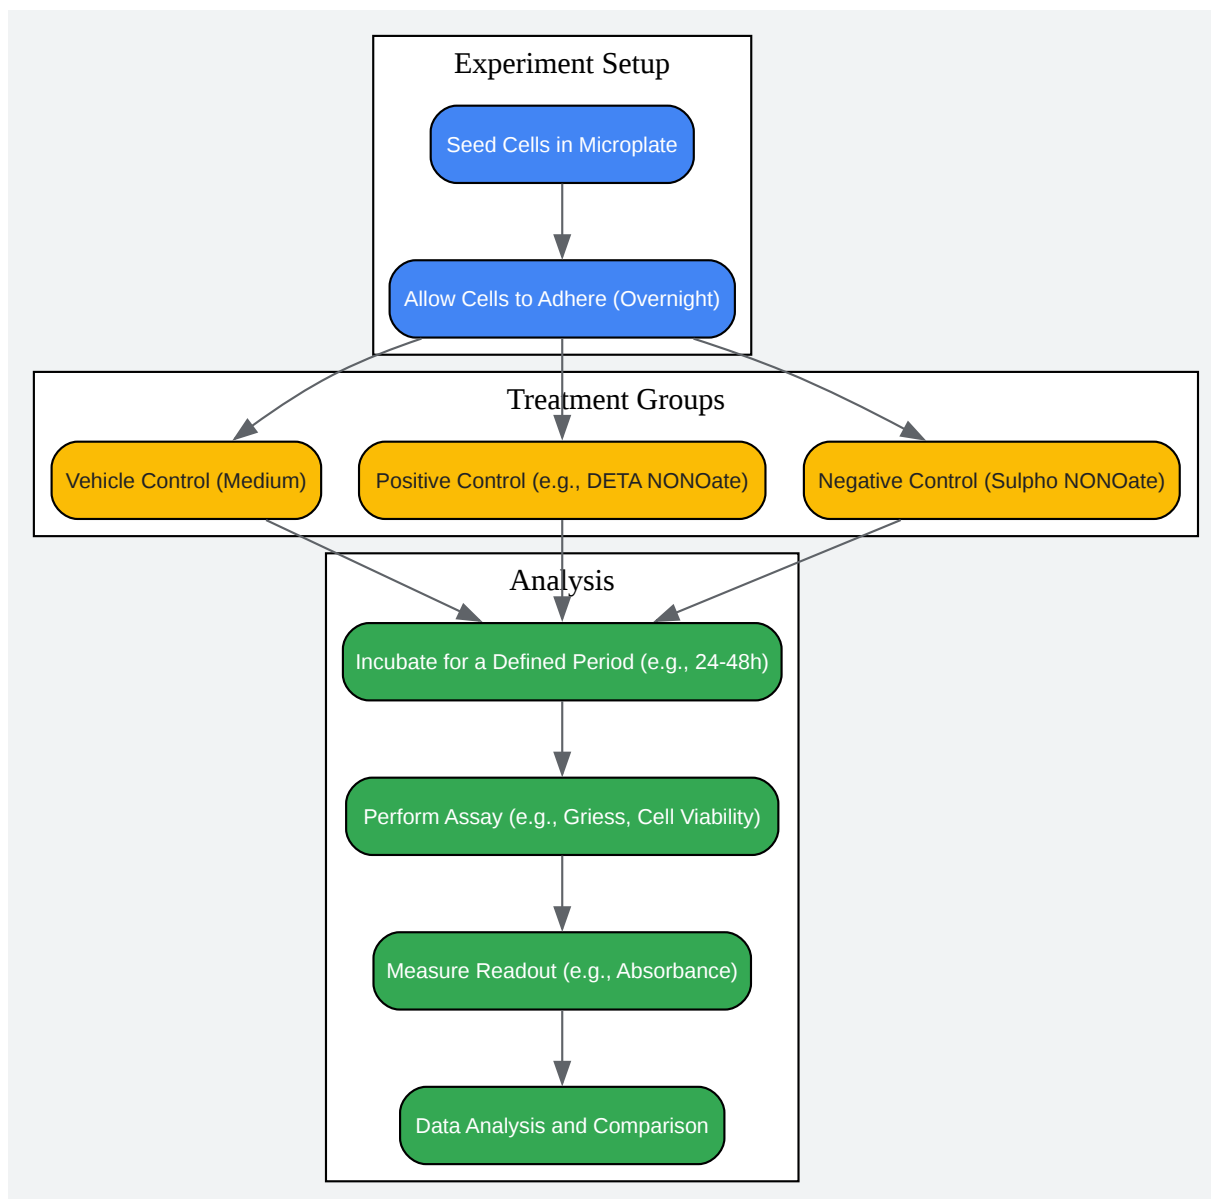 Experiment Setup
Seed Cells in Microplate
Allow Cells to Adhere (Overnight)
Treatment Groups
Vehicle Control (Medium)
Positive Control (e.g., DETA NONOate)
Negative Control (Sulpho NONOate)
Analysis
Incubate for a Defined Period (e.g., 24-48h)
Perform Assay (e.g., Griess, Cell Viability)
Measure Readout (e.g., Absorbance)
Data Analysis and Comparison